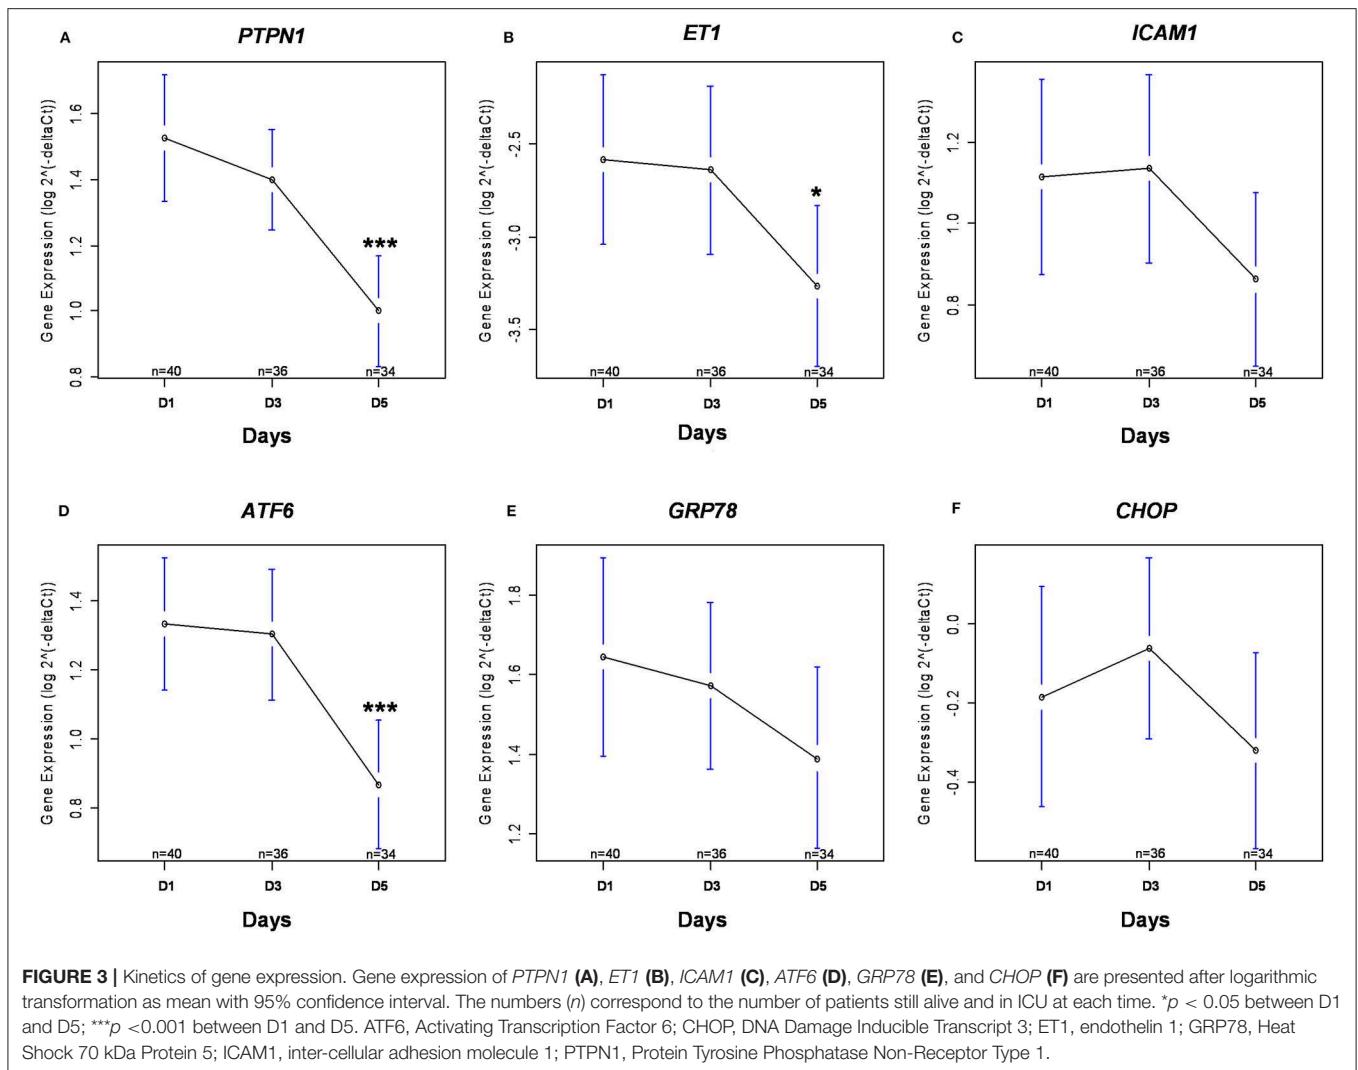 A
PTPN1
Gene Expression (log 2^(-deltaCt))
1.6
1.4
1.2
1.0
0.8
***
n=40
n=36
n=34
D1
D3
D5
Days
B
ET1
Gene Expression (log 2^(-deltaCt))
-2.5
-3.0
-3.5
*
n=40
n=36
n=34
D1
D3
D5
Days
C
ICAM1
Gene Expression (log 2^(-deltaCt))
1.2
1.0
0.8
n=40
n=36
n=34
D1
D3
D5
Days
D
ATF6
Gene Expression (log 2^(-deltaCt))
1.4
1.2
1.0
0.8
***
n=40
n=36
n=34
D1
D3
D5
Days
E
GRP78
Gene Expression (log 2^(-deltaCt))
1.8
1.6
1.4
1.2
n=40
n=36
n=34
D1
D3
D5
Days
F
CHOP
Gene Expression (log 2^(-deltaCt))
0.0
-0.2
-0.4
n=40
n=36
n=34
D1
D3
D5
Days
FIGURE 3 | Kinetics of gene expression. Gene expression of PTPN1 (A), ET1 (B), ICAM1 (C), ATF6 (D), GRP78 (E), and CHOP (F) are presented after logarithmic
transformation as mean with 95% confidence interval. The numbers (n) correspond to the number of patients still alive and in ICU at each time. *p < 0.05 between D1
and D5; ***p <0.001 between D1 and D5. ATF6, Activating Transcription Factor 6; CHOP, DNA Damage Inducible Transcript 3; ET1, endothelin 1; GRP78, Heat
Shock 70 kDa Protein 5; ICAM1, inter-cellular adhesion molecule 1; PTPN1, Protein Tyrosine Phosphatase Non-Receptor Type 1.